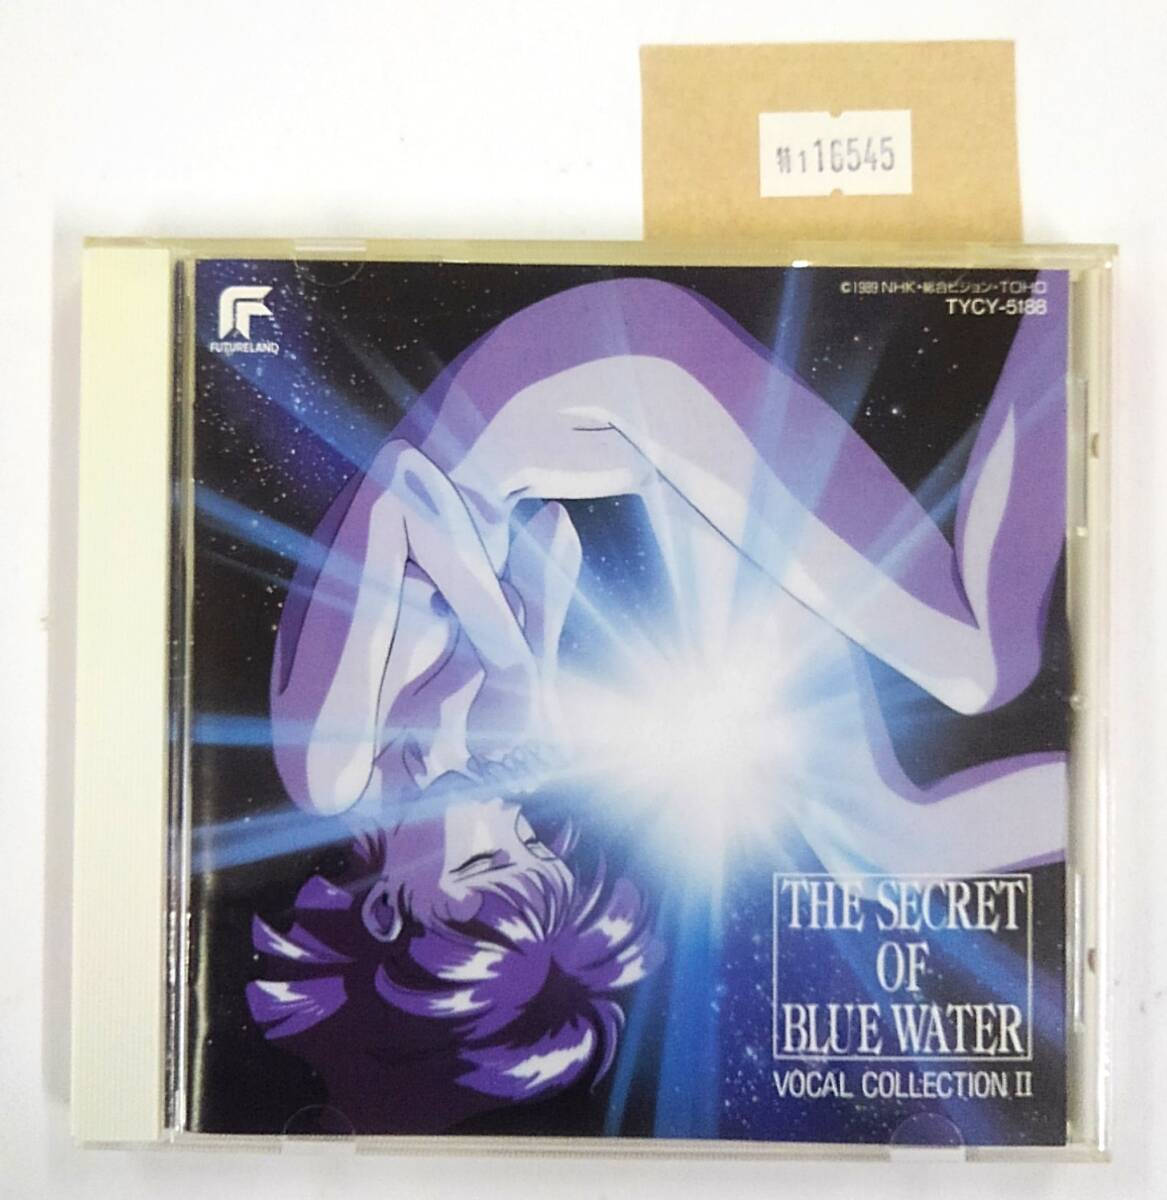 特1 16545
FUTURELAND
©1989 NHK・総合ビジョン・TOHO
TYCY-5188
THE SECRET
OF
BLUE WATER
VOCAL COLLECTION II